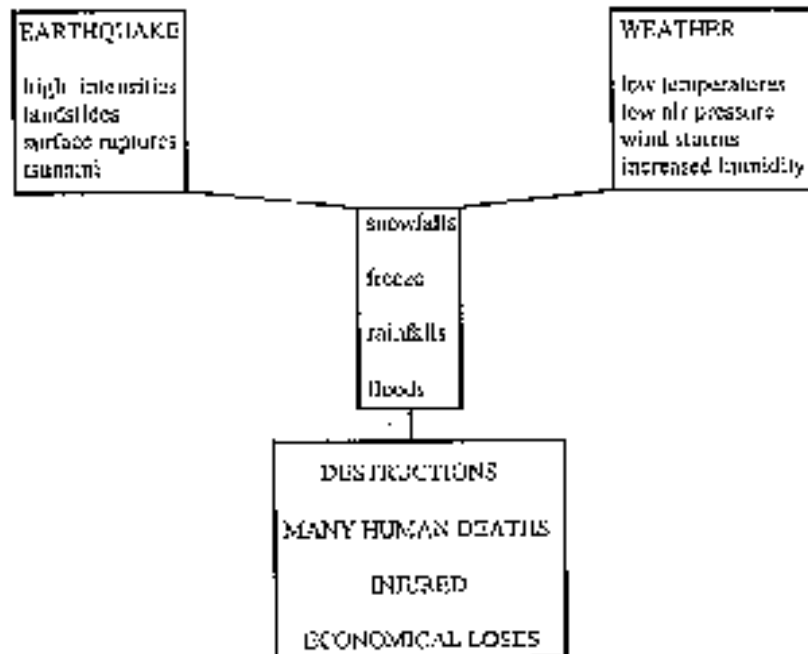 EARTHQUAKE
high intensities
landslides
surface ruptures
tsunami
WEATHER
low temperatures
low air pressure
wind storms
increased humidity
snowfalls
freeze
rainfalls
floods
DESTRUCTIONS
MANY HUMAN DEATHS
INJURED
ECONOMICAL LOSES